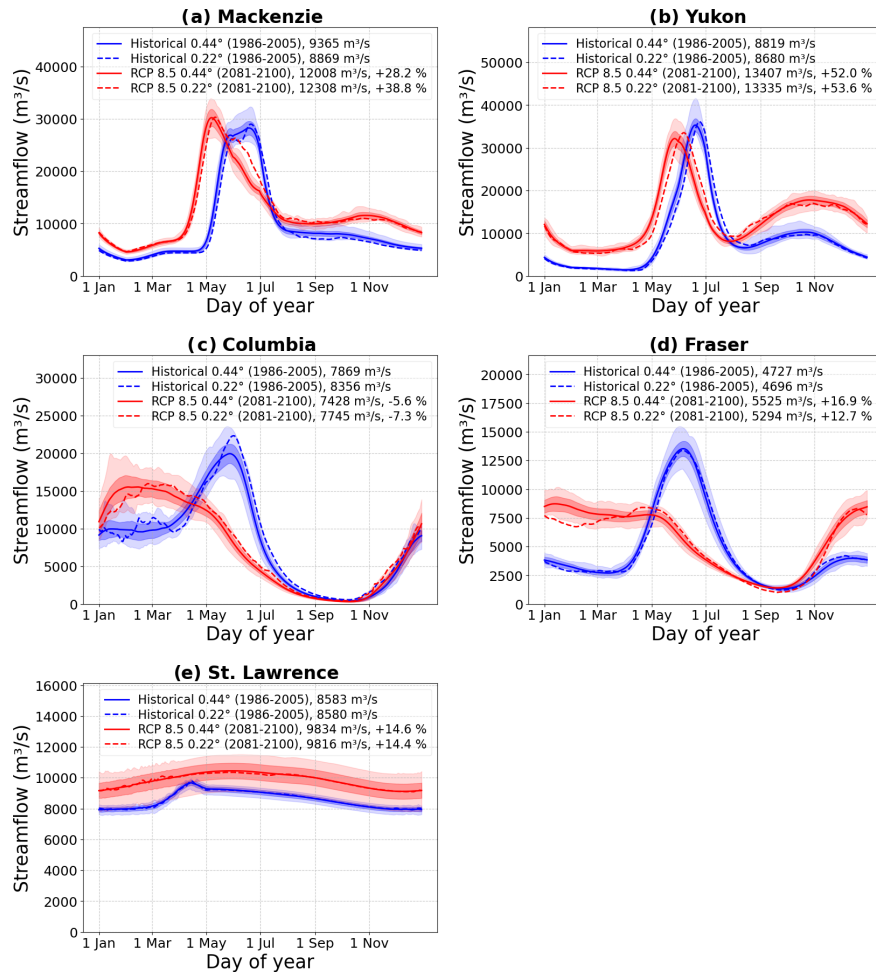 (a) Mackenzie
Historical 0.44° (1986-2005), 9365 m³/s
Historical 0.22° (1986-2005), 8869 m³/s
RCP 8.5 0.44° (2081-2100), 12008 m³/s, +28.2 %
RCP 8.5 0.22° (2081-2100), 12308 m³/s, +38.8 %
Streamflow (m³/s)
40000
30000
20000
10000
0
1 Jan 1 Mar 1 May 1 Jul 1 Sep 1 Nov
Day of year
(b) Yukon
Historical 0.44° (1986-2005), 8819 m³/s
Historical 0.22° (1986-2005), 8680 m³/s
RCP 8.5 0.44° (2081-2100), 13407 m³/s, +52.0 %
RCP 8.5 0.22° (2081-2100), 13335 m³/s, +53.6 %
Streamflow (m³/s)
50000
40000
30000
20000
10000
0
1 Jan 1 Mar 1 May 1 Jul 1 Sep 1 Nov
Day of year
(c) Columbia
Historical 0.44° (1986-2005), 7869 m³/s
Historical 0.22° (1986-2005), 8356 m³/s
RCP 8.5 0.44° (2081-2100), 7428 m³/s, -5.6 %
RCP 8.5 0.22° (2081-2100), 7745 m³/s, -7.3 %
Streamflow (m³/s)
30000
25000
20000
15000
10000
5000
0
1 Jan 1 Mar 1 May 1 Jul 1 Sep 1 Nov
Day of year
(d) Fraser
Historical 0.44° (1986-2005), 4727 m³/s
Historical 0.22° (1986-2005), 4696 m³/s
RCP 8.5 0.44° (2081-2100), 5525 m³/s, +16.9 %
RCP 8.5 0.22° (2081-2100), 5294 m³/s, +12.7 %
Streamflow (m³/s)
20000
17500
15000
12500
10000
7500
5000
2500
0
1 Jan 1 Mar 1 May 1 Jul 1 Sep 1 Nov
Day of year
(e) St. Lawrence
Historical 0.44° (1986-2005), 8583 m³/s
Historical 0.22° (1986-2005), 8580 m³/s
RCP 8.5 0.44° (2081-2100), 9834 m³/s, +14.6 %
RCP 8.5 0.22° (2081-2100), 9816 m³/s, +14.4 %
Streamflow (m³/s)
16000
14000
12000
10000
8000
6000
4000
2000
0
1 Jan 1 Mar 1 May 1 Jul 1 Sep 1 Nov
Day of year